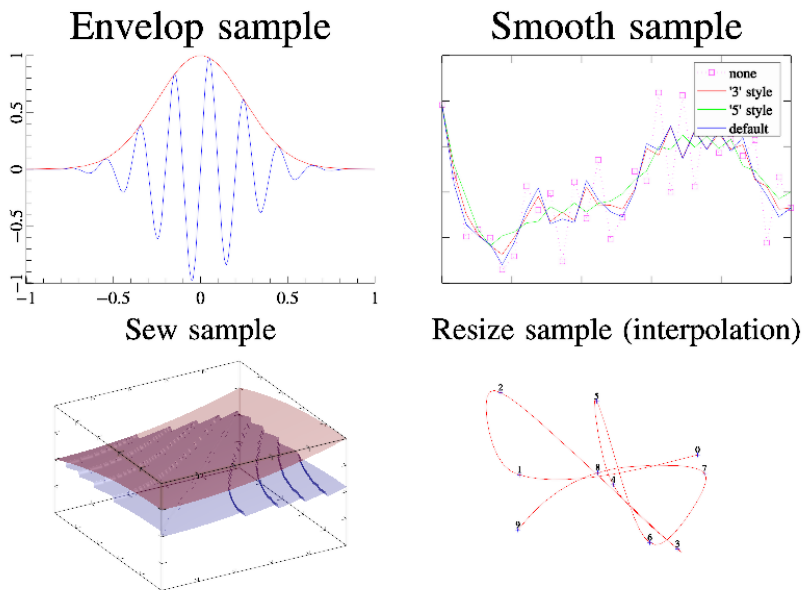 Envelop sample
Smooth sample
1
0.5
0
−0.5
−1
−1
−0.5
0
0.5
1
none
'3' style
'5' style
default
Sew sample
Resize sample (interpolation)
2
5
0
1
8
4
7
9
6
3